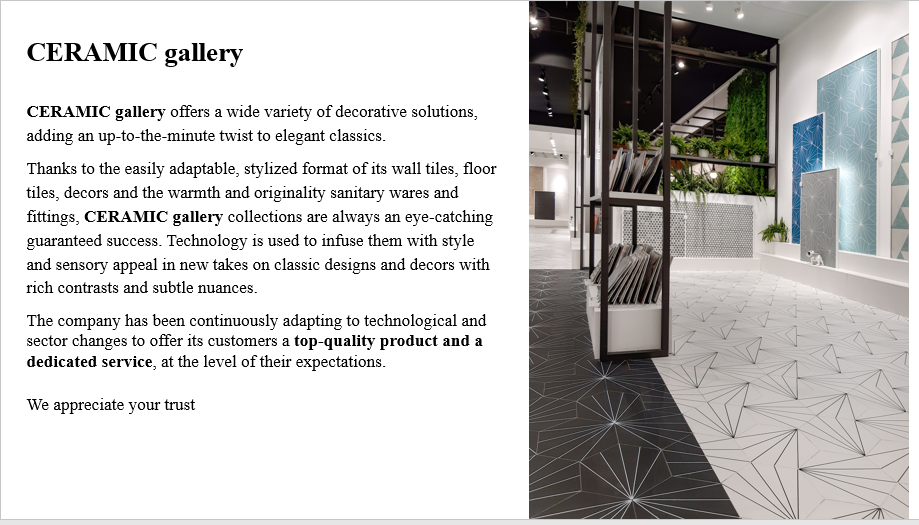 CERAMIC gallery
CERAMIC gallery offers a wide variety of decorative solutions,
adding an up-to-the-minute twist to elegant classics.
Thanks to the easily adaptable, stylized format of its wall tiles, floor
tiles, decors and the warmth and originality sanitary wares and
fittings, CERAMIC gallery collections are always an eye-catching
guaranteed success. Technology is used to infuse them with style
and sensory appeal in new takes on classic designs and decors with
rich contrasts and subtle nuances.
The company has been continuously adapting to technological and
sector changes to offer its customers a top-quality product and a
dedicated service, at the level of their expectations.
We appreciate your trust